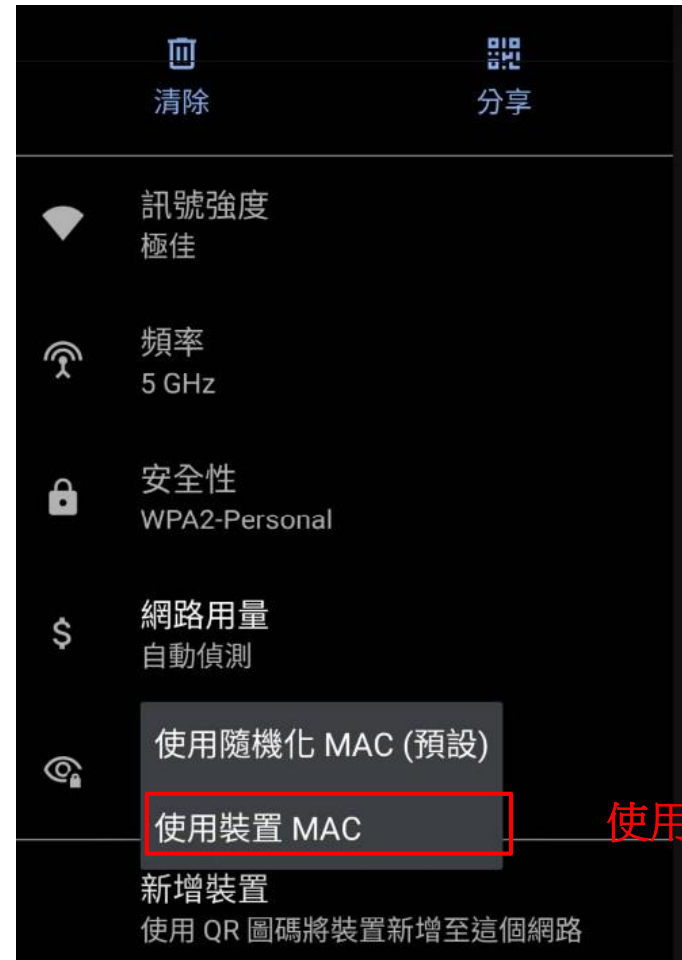 清除
分享
訊號強度
極佳
頻率
5 GHz
安全性
WPA2-Personal
$
網路用量
自動偵測
使用隨機化 MAC (預設)
使用裝置 MAC
使用
新增裝置
使用 QR 圖碼將裝置新增至這個網路